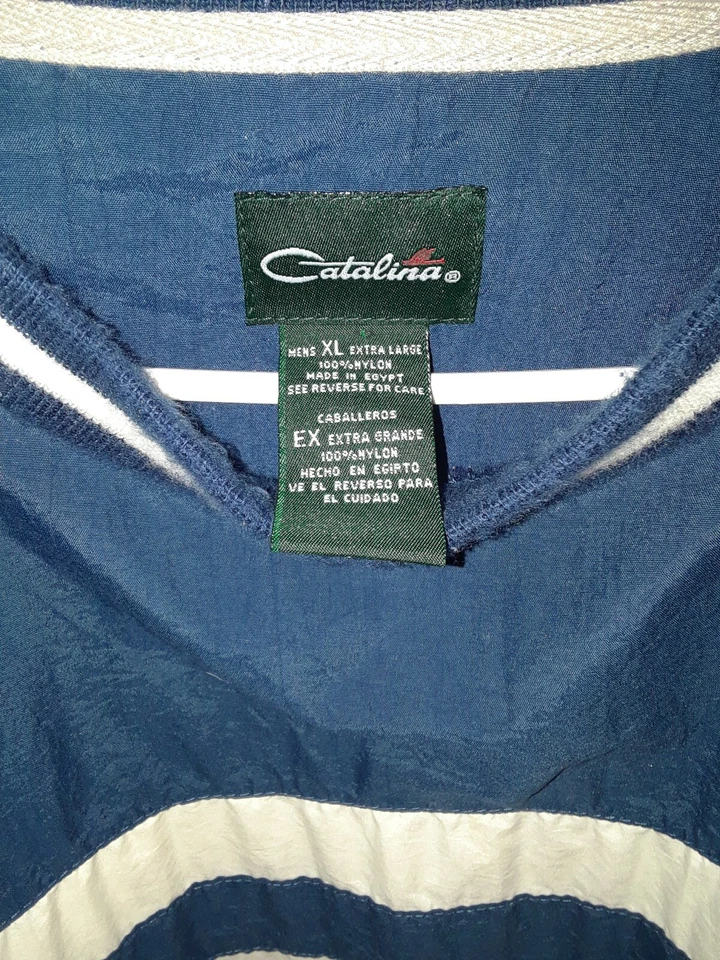 Catalina®
MENS XL EXTRA LARGE
100% NYLON
MADE IN EGYPT
SEE REVERSE FOR CARE
CABALLEROS
EX EXTRA GRANDE
100% NYLON
HECHO EN EGIPTO
VE EL REVERSO PARA
EL CUIDADO